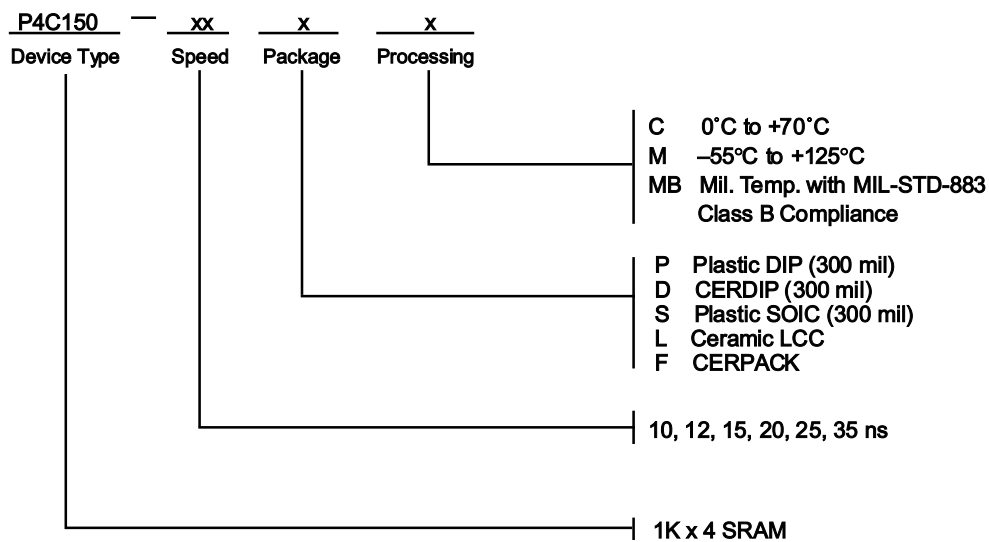 P4C150 — xx x x
Device Type Speed Package Processing
C 0˚C to +70˚C
M –55°C to +125°C
MB Mil. Temp. with MIL-STD-883
Class B Compliance
P Plastic DIP (300 mil)
D CERDIP (300 mil)
S Plastic SOIC (300 mil)
L Ceramic LCC
F CERPACK
10, 12, 15, 20, 25, 35 ns
1K x 4 SRAM